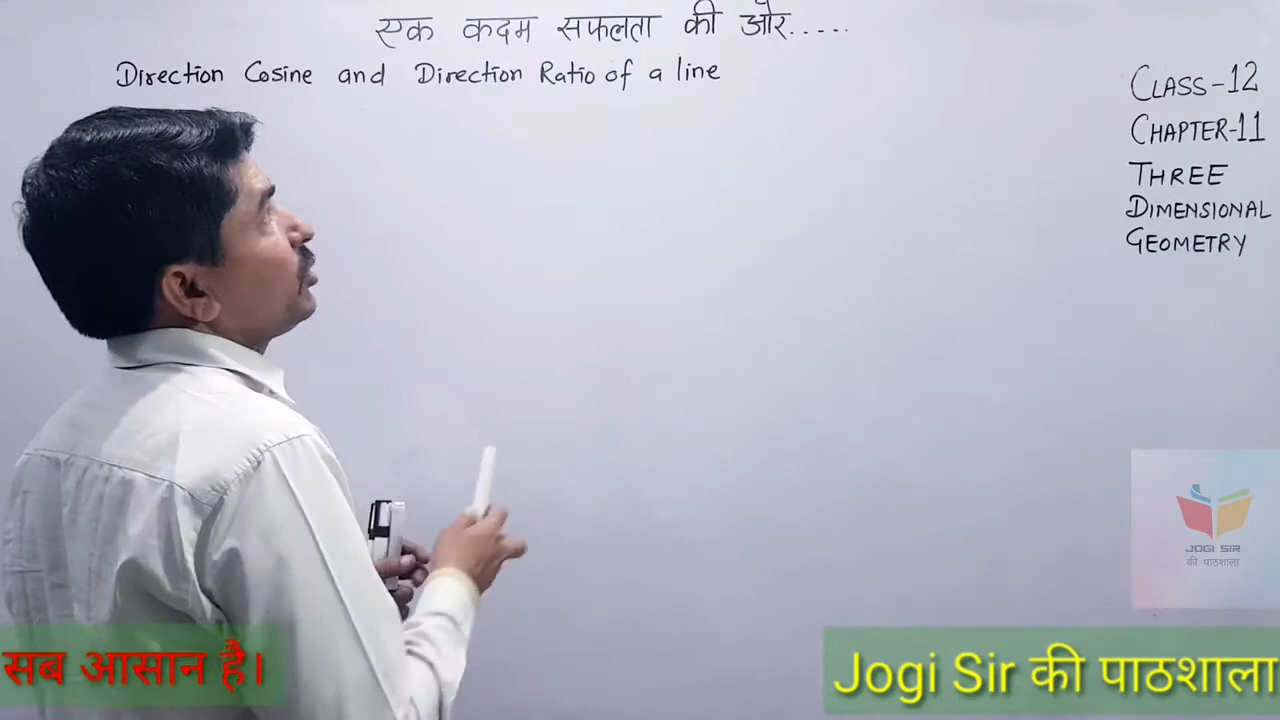 एक कदम सफलता की ओर.....
Direction Cosine and Direction Ratio of a line
CLASS-12
CHAPTER-11
THREE
DIMENSIONAL
GEOMETRY
JOGI SIR
की पाठशाला
सब आसान है।
Jogi Sir की पाठशाला